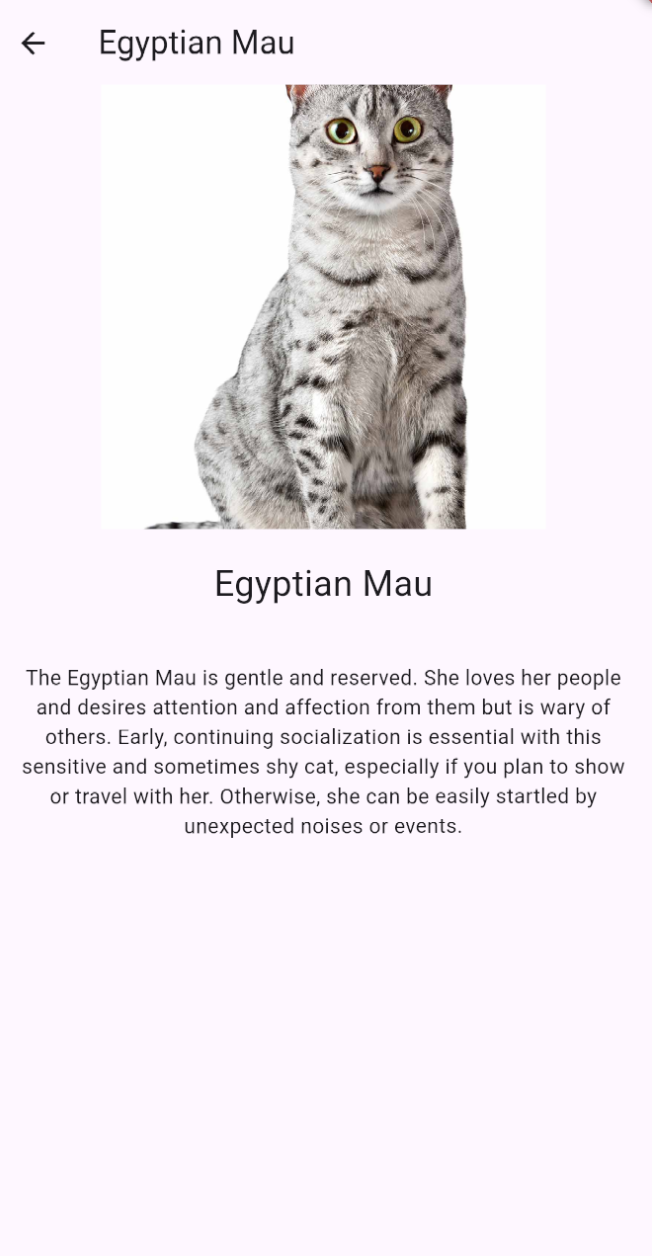 Egyptian Mau
Egyptian Mau
The Egyptian Mau is gentle and reserved. She loves her people
and desires attention and affection from them but is wary of
others. Early, continuing socialization is essential with this
sensitive and sometimes shy cat, especially if you plan to show
or travel with her. Otherwise, she can be easily startled by
unexpected noises or events.